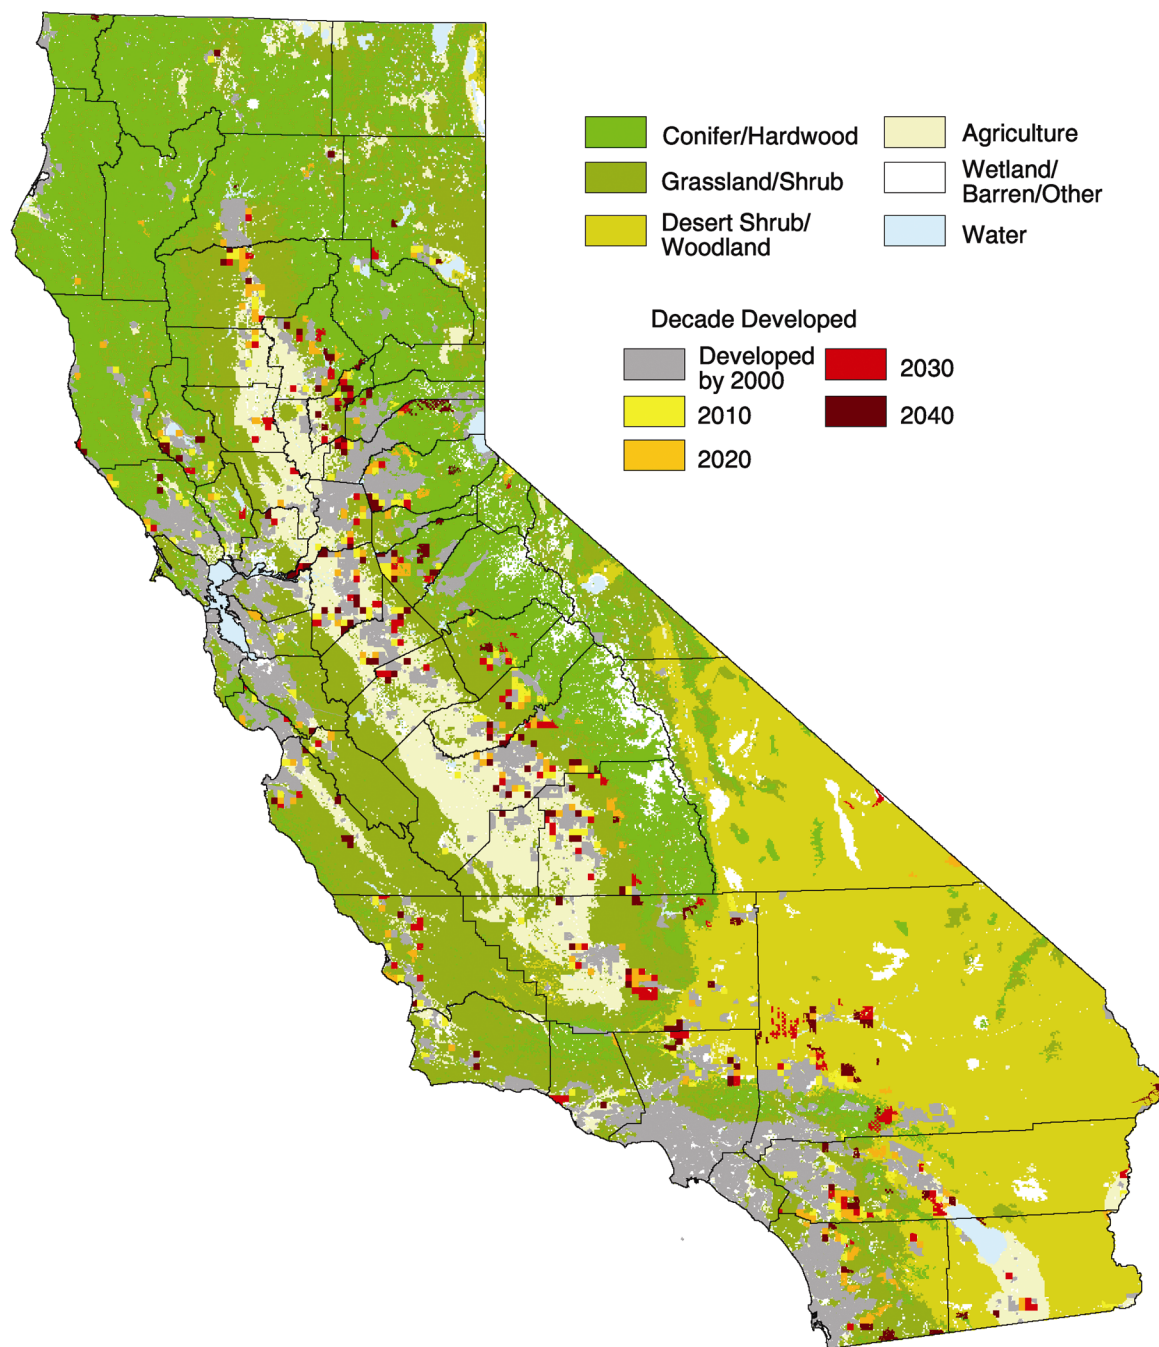 Conifer/Hardwood
Grassland/Shrub
Desert Shrub/
Woodland
Agriculture
Wetland/
Barren/Other
Water
Decade Developed
Developed
by 2000
2010
2020
2030
2040